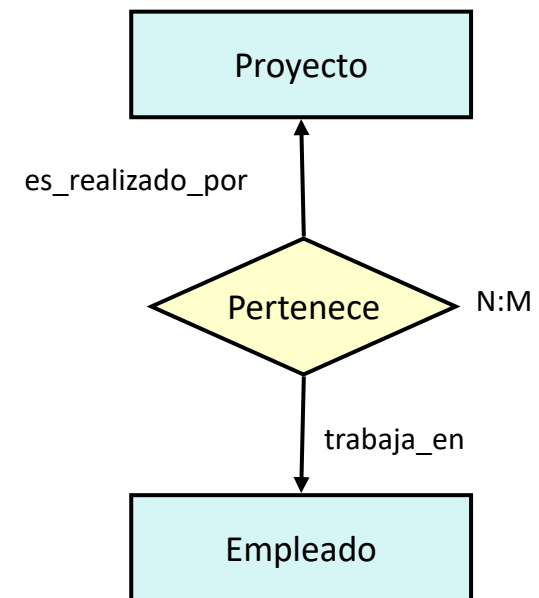 Proyecto
es_realizado_por
Pertenece
N:M
trabaja_en
Empleado